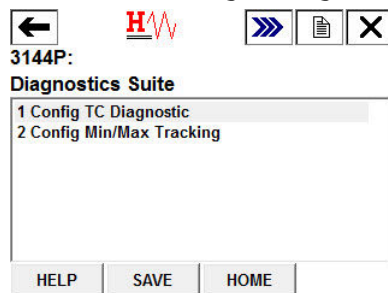 H
3144P:
Diagnostics Suite
1 Config TC Diagnostic
2 Config Min/Max Tracking
HELP SAVE HOME